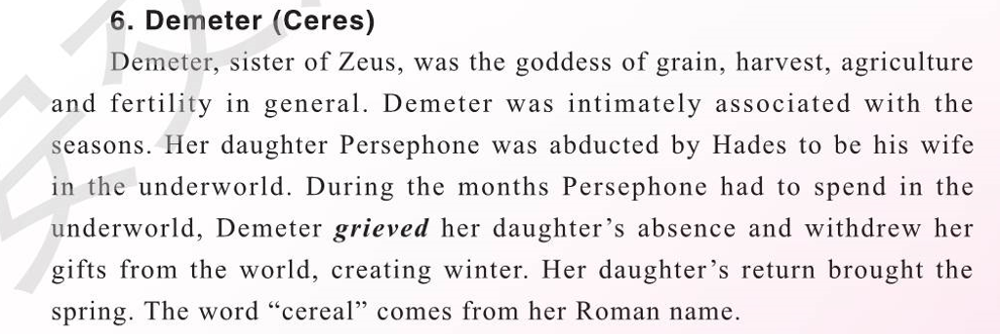 6. Demeter (Ceres)
Demeter, sister of Zeus, was the goddess of grain, harvest, agriculture
and fertility in general. Demeter was intimately associated with the
seasons. Her daughter Persephone was abducted by Hades to be his wife
in the underworld. During the months Persephone had to spend in the
underworld, Demeter grieved her daughter’s absence and withdrew her
gifts from the world, creating winter. Her daughter’s return brought the
spring. The word “cereal” comes from her Roman name.